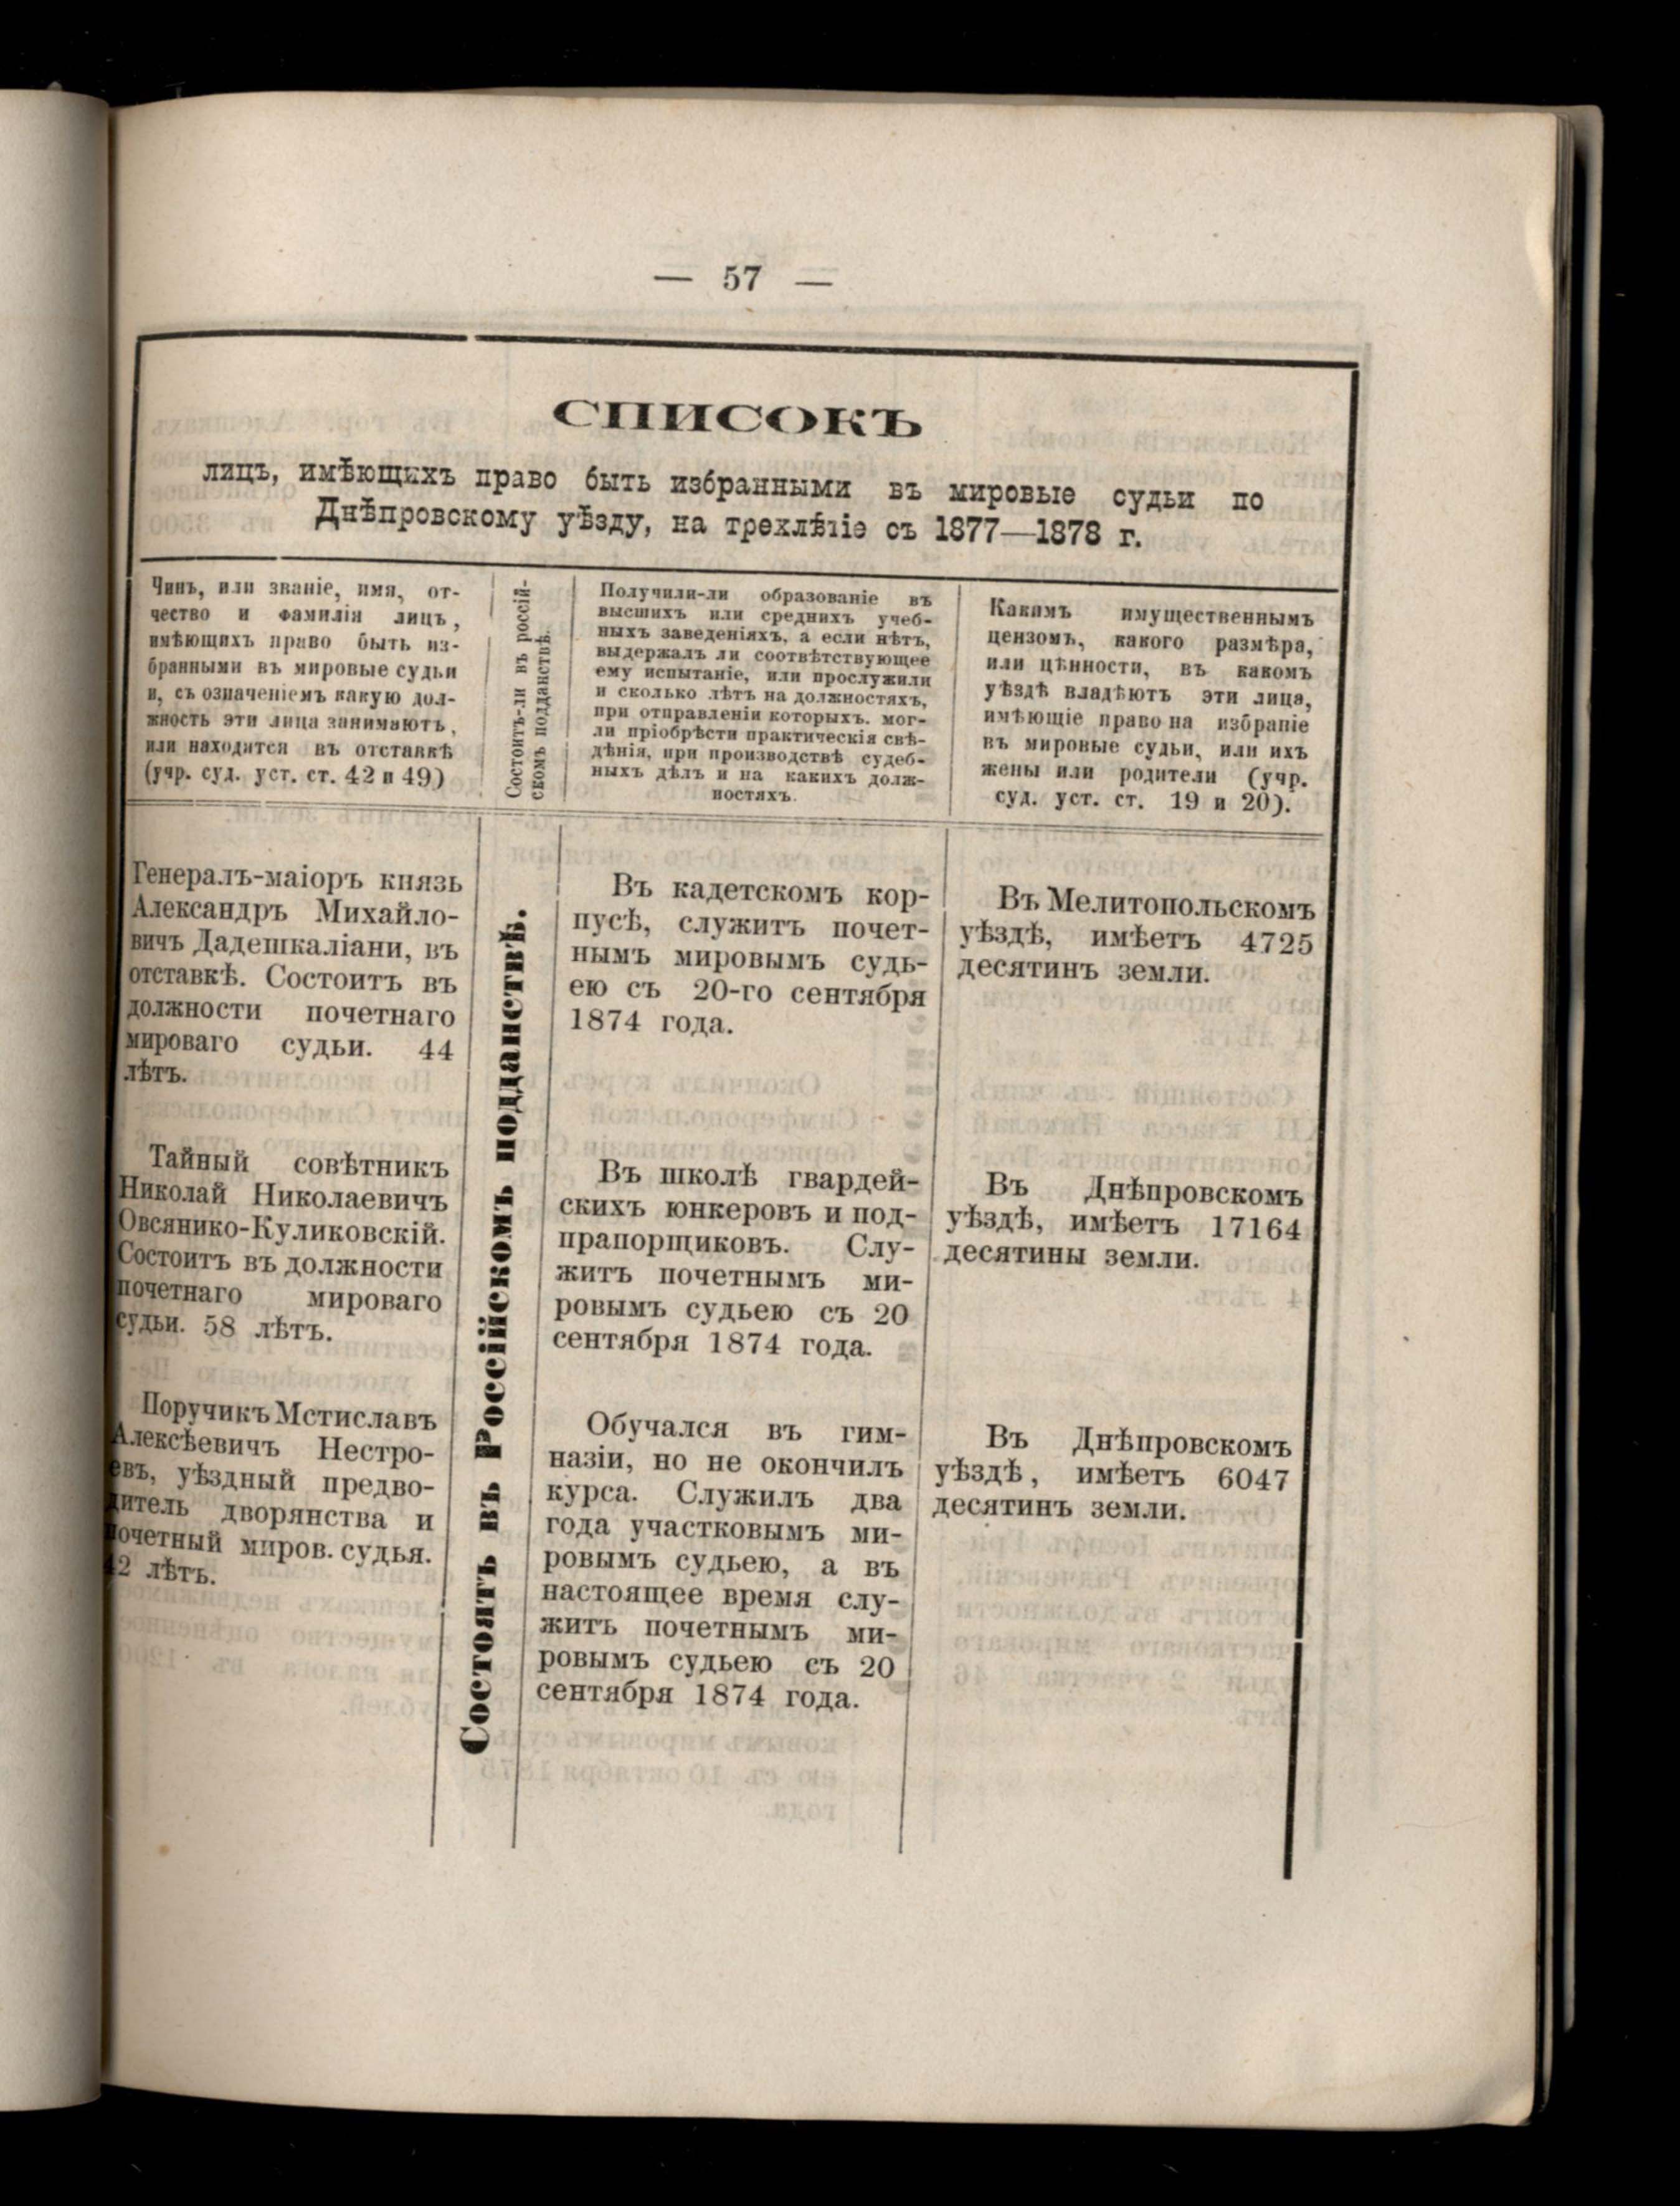 — 57 —
СПИСОКЪ
лицъ, имѣющихъ право быть избранными въ мировые судьи по
Днѣпровскому уѣзду, на трехлѣтіе съ 1877—1878 г.
Чинъ, или званіе, имя, от-
чество и фамилія лицъ,
имѣющихъ право быть из-
бранными въ мировые судьи
и, съ означеніемъ какую дол-
жность эти лица занимаютъ,
или находятся въ отставкѣ
(учр. суд. уст. ст. 42 и 49)
Состоитъ-ли въ россій-
скомъ подданствѣ.
Получили-ли образованіе въ
высшихъ или среднихъ учеб-
ныхъ заведеніяхъ, а если нѣтъ,
выдержалъ ли соотвѣтствующее
ему испытаніе, или прослужили
и сколько лѣтъ на должностяхъ,
при отправленіи которыхъ. мог-
ли пріобрѣсти практическія свѣ-
дѣнія, при производствѣ судеб-
ныхъ дѣлъ и на какихъ долж-
ностяхъ.
Какимъ имущественнымъ
цензомъ, какого размѣра,
или цѣнности, въ какомъ
уѣздѣ владѣютъ эти лица,
имѣющіе право на избраніе
въ мировые судьи, или ихъ
жены или родители (учр.
суд. уст. ст. 19 и 20).
Генералъ-маіоръ князь
Александръ Михайло-
вичъ Дадешкаліани, въ
отставкѣ. Состоитъ въ
должности почетнаго
мироваго судьи. 44
лѣтъ.
Состоятъ въ Россійскомъ подданствѣ.
Въ кадетскомъ кор-
пусѣ, служитъ почет-
нымъ мировымъ судь-
ею съ 20-го сентября
1874 года.
Въ Мелитопольскомъ
уѣздѣ, имѣетъ 4725
десятинъ земли.
Тайный совѣтникъ
Николай Николаевичъ
Овсянико-Куликовскій.
Состоитъ въ должности
почетнаго мироваго
судьи. 58 лѣтъ.
Въ школѣ гвардей-
скихъ юнкеровъ и под-
прапорщиковъ. Слу-
житъ почетнымъ ми-
ровымъ судьею съ 20
сентября 1874 года.
Въ Днѣпровскомъ
уѣздѣ, имѣетъ 17164
десятины земли.
Поручикъ Мстиславъ
Алексѣевичъ Нестро-
евъ, уѣздный предво-
дитель дворянства и
почетный миров. судья.
42 лѣтъ.
Обучался въ гим-
назіи, но не окончилъ
курса. Служилъ два
года участковымъ ми-
ровымъ судьею, а въ
настоящее время слу-
житъ почетнымъ ми-
ровымъ судьею съ 20
сентября 1874 года.
Въ Днѣпровскомъ
уѣздѣ, имѣетъ 6047
десятинъ земли.